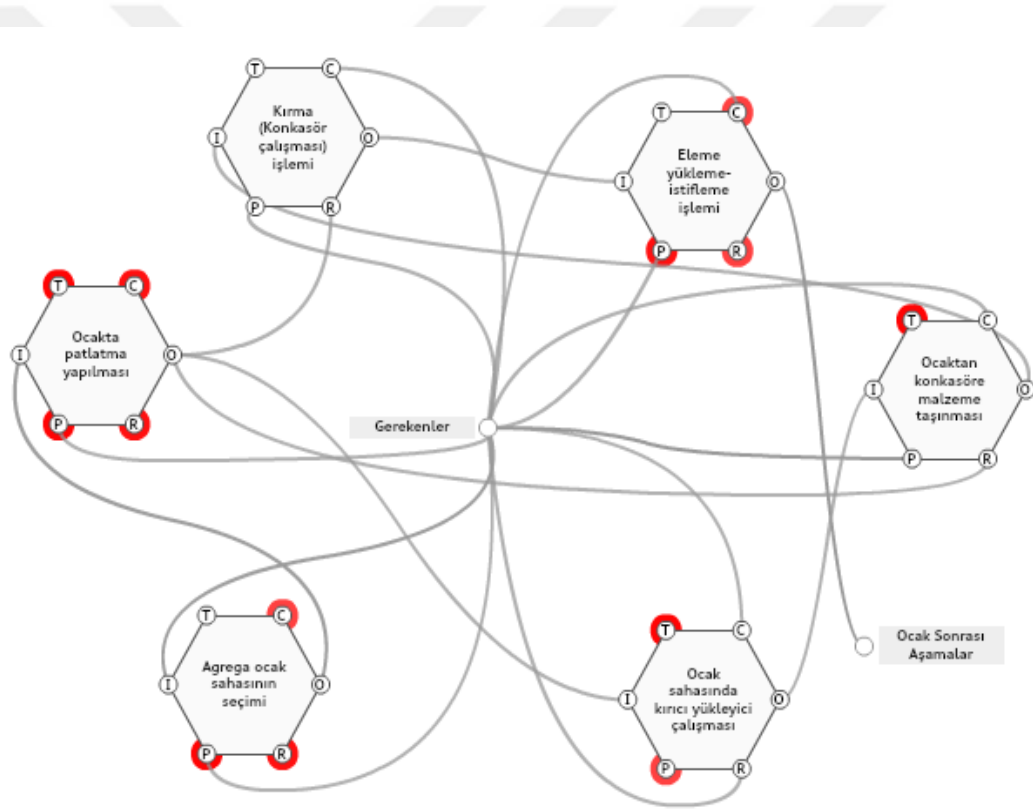 T
C
Kırma
(Konkasör
çalışması)
işlemi
I
O
P
R
T
C
Eleme
yükleme-
istifleme
işlemi
I
O
P
R
T
C
Ocakta
patlatma
yapılması
I
O
P
R
T
C
Ocaktan
konkasöre
malzeme
taşınması
I
O
P
R
Gerekenler
T
C
Agrega ocak
sahasının
seçimi
I
O
P
R
T
C
Ocak
sahasında
kırıcı yükleyici
çalışması
I
O
P
R
Ocak Sonrası
Aşamalar